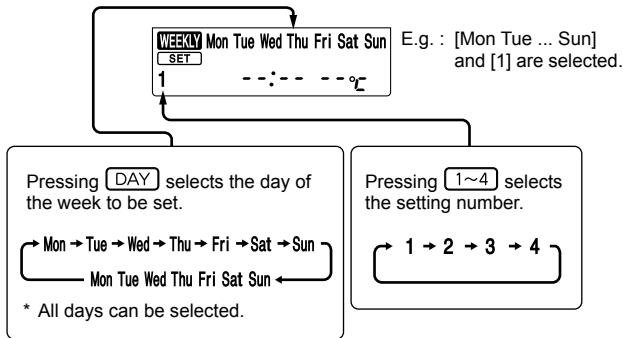 WEEKLY Mon Tue Wed Thu Fri Sat Sun
SET
1 --:-- --°C
E.g. : [Mon Tue ... Sun]
and [1] are selected.
Pressing DAY selects the day of
the week to be set.
→ Mon → Tue → Wed → Thu → Fri → Sat → Sun
Mon Tue Wed Thu Fri Sat Sun ←
* All days can be selected.
Pressing 1~4 selects
the setting number.
→ 1 → 2 → 3 → 4